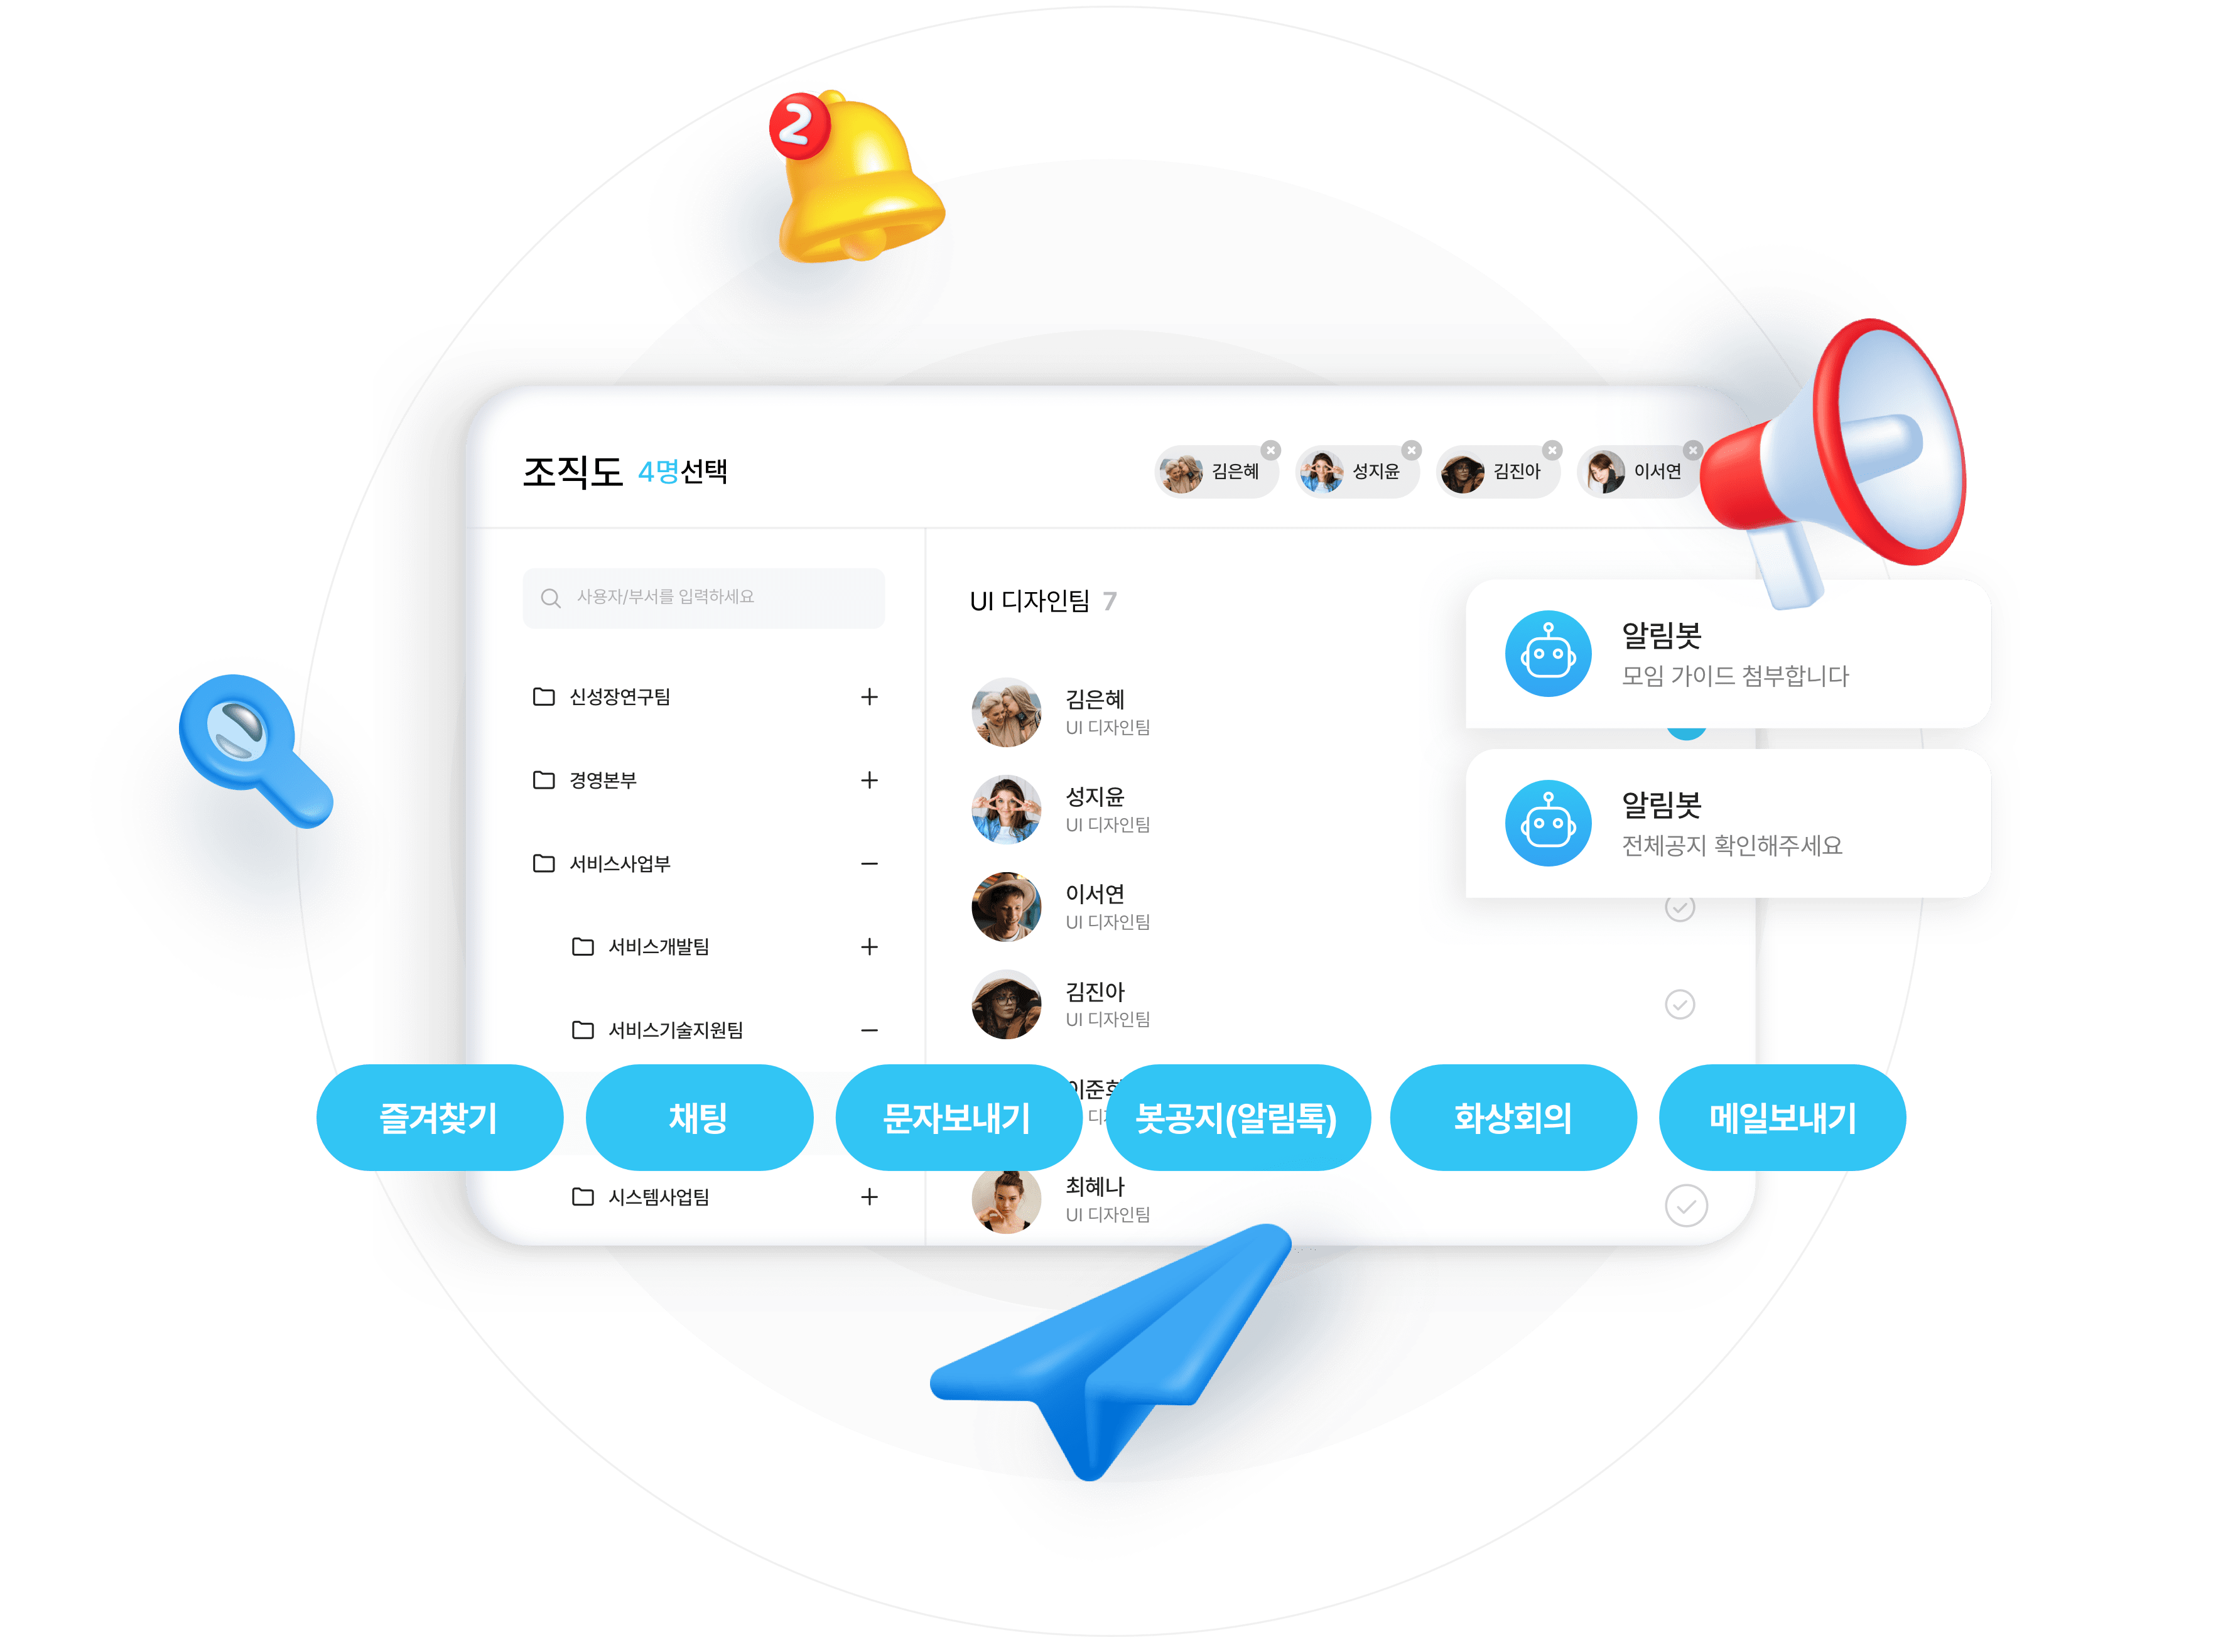 2
조직도 4명선택
김은혜
성지윤
김진아
이서연
사용자/부서를 입력하세요
신성장연구팀
경영본부
서비스사업부
서비스개발팀
서비스기술지원팀
시스템사업팀
UI 디자인팀 7
김은혜
UI 디자인팀
성지윤
UI 디자인팀
이서연
UI 디자인팀
김진아
UI 디자인팀
최혜나
UI 디자인팀
알림봇
모임 가이드 첨부합니다
알림봇
전체공지 확인해주세요
즐겨찾기
채팅
문자보내기
봇공지(알림톡)
화상회의
메일보내기